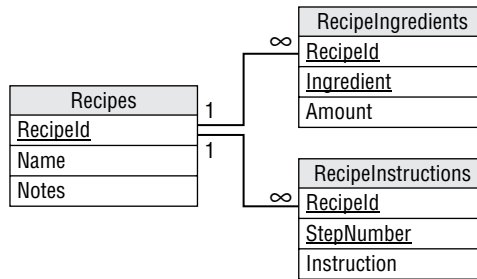 Recipes
RecipeId
Name
Notes
1
1
∞
∞
RecipeIngredients
RecipeId
Ingredient
Amount
RecipeInstructions
RecipeId
StepNumber
Instruction